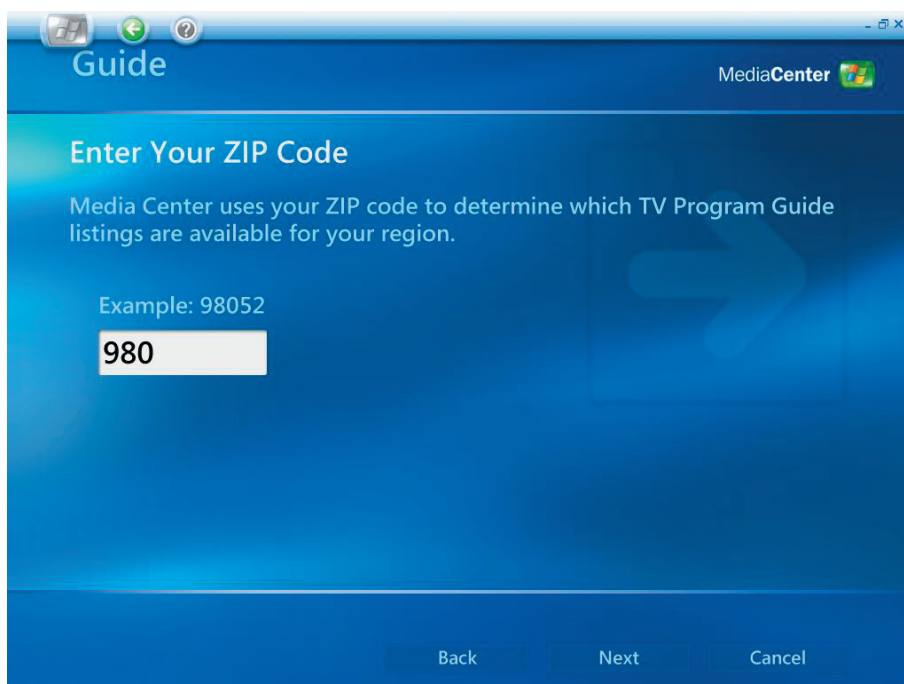 Guide
MediaCenter
Enter Your ZIP Code
Media Center uses your ZIP code to determine which TV Program Guide
listings are available for your region.
Example: 98052
980
Back Next Cancel